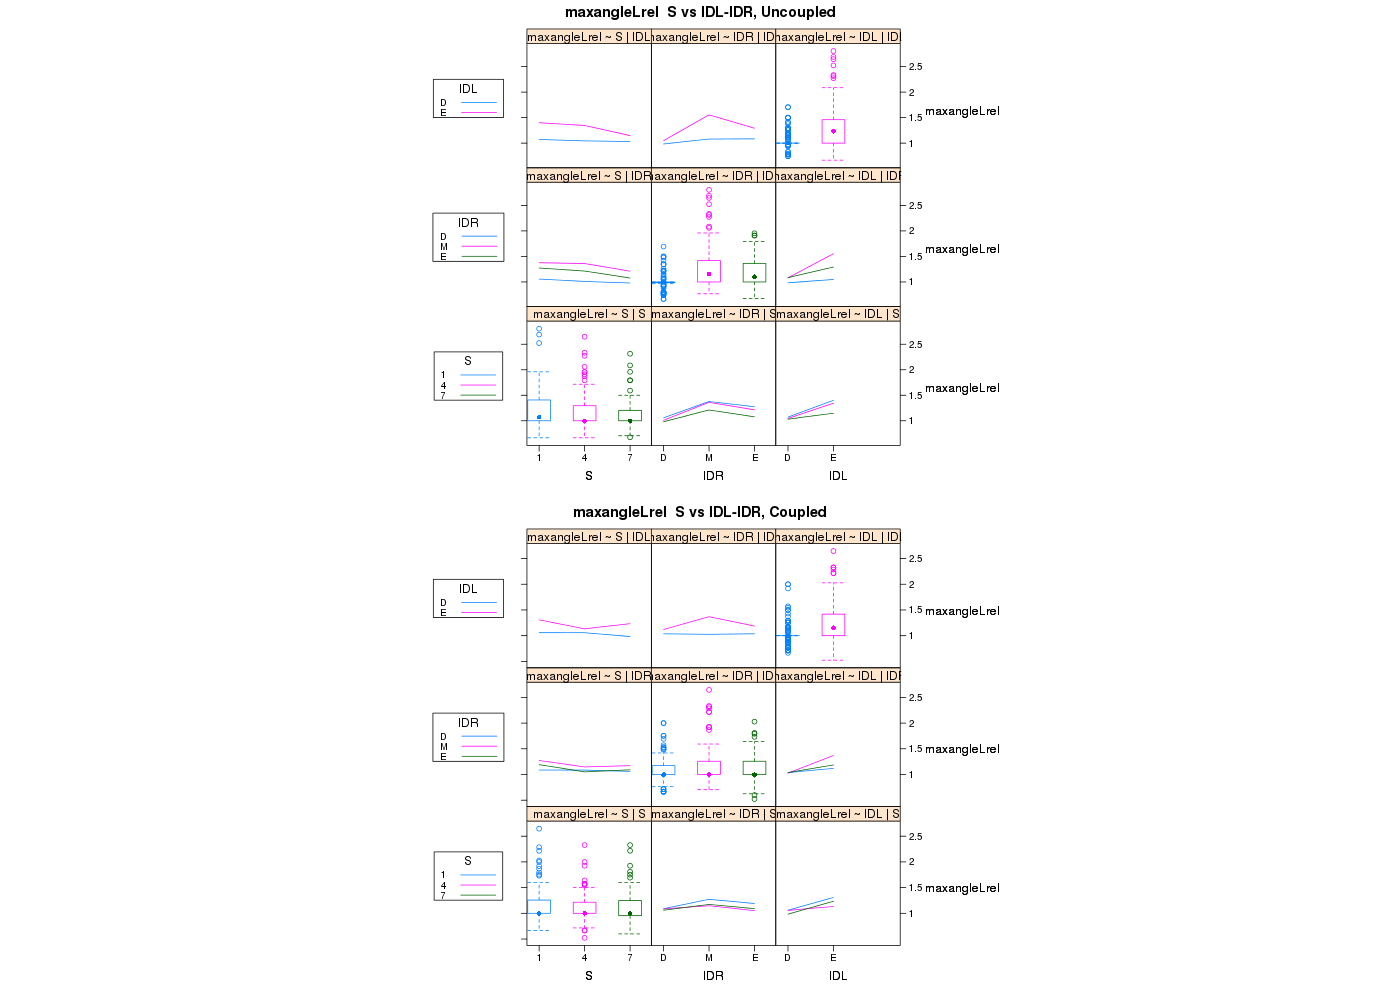 maxangleLrel S vs IDL-IDR, Uncoupled
maxangleLrel ~ S | IDL
maxangleLrel ~ IDR | ID
maxangleLrel ~ IDL | IDI
IDL
D
E
2.5
2
1.5
1
maxangleLrel
maxangleLrel ~ S | IDR
maxangleLrel ~ IDR | ID
maxangleLrel ~ IDL | IDI
IDR
D
M
E
2.5
2
1.5
1
maxangleLrel
maxangleLrel ~ S | S
maxangleLrel ~ IDR | S
maxangleLrel ~ IDL | S
S
1
4
7
2.5
2
1.5
1
maxangleLrel
1 4 7 D M E D E
S IDR IDL
maxangleLrel S vs IDL-IDR, Coupled
maxangleLrel ~ S | IDL
maxangleLrel ~ IDR | ID
maxangleLrel ~ IDL | IDI
IDL
D
E
2.5
2
1.5
1
maxangleLrel
maxangleLrel ~ S | IDR
maxangleLrel ~ IDR | ID
maxangleLrel ~ IDL | IDI
IDR
D
M
E
2.5
2
1.5
1
maxangleLrel
maxangleLrel ~ S | S
maxangleLrel ~ IDR | S
maxangleLrel ~ IDL | S
S
1
4
7
2.5
2
1.5
1
maxangleLrel
1 4 7 D M E D E
S IDR IDL